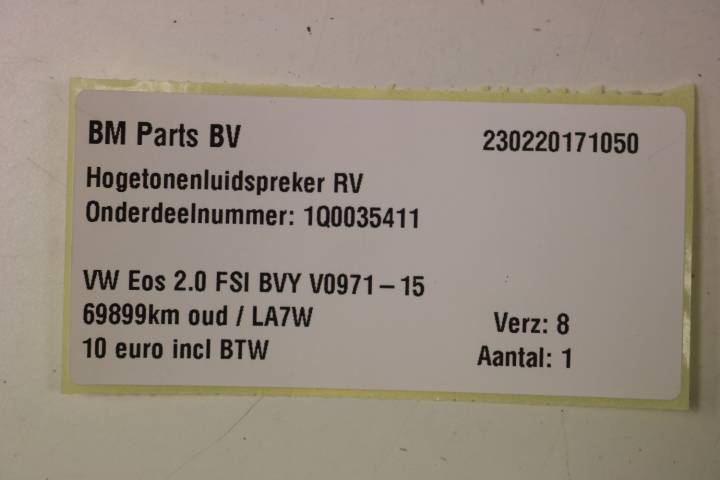 BM Parts BV 230220171050
Hogetonenluidspreker RV
Onderdeelnummer: 1Q0035411
VW Eos 2.0 FSI BVY V0971-15
69899km oud / LA7W Verz: 8
10 euro incl BTW Aantal: 1